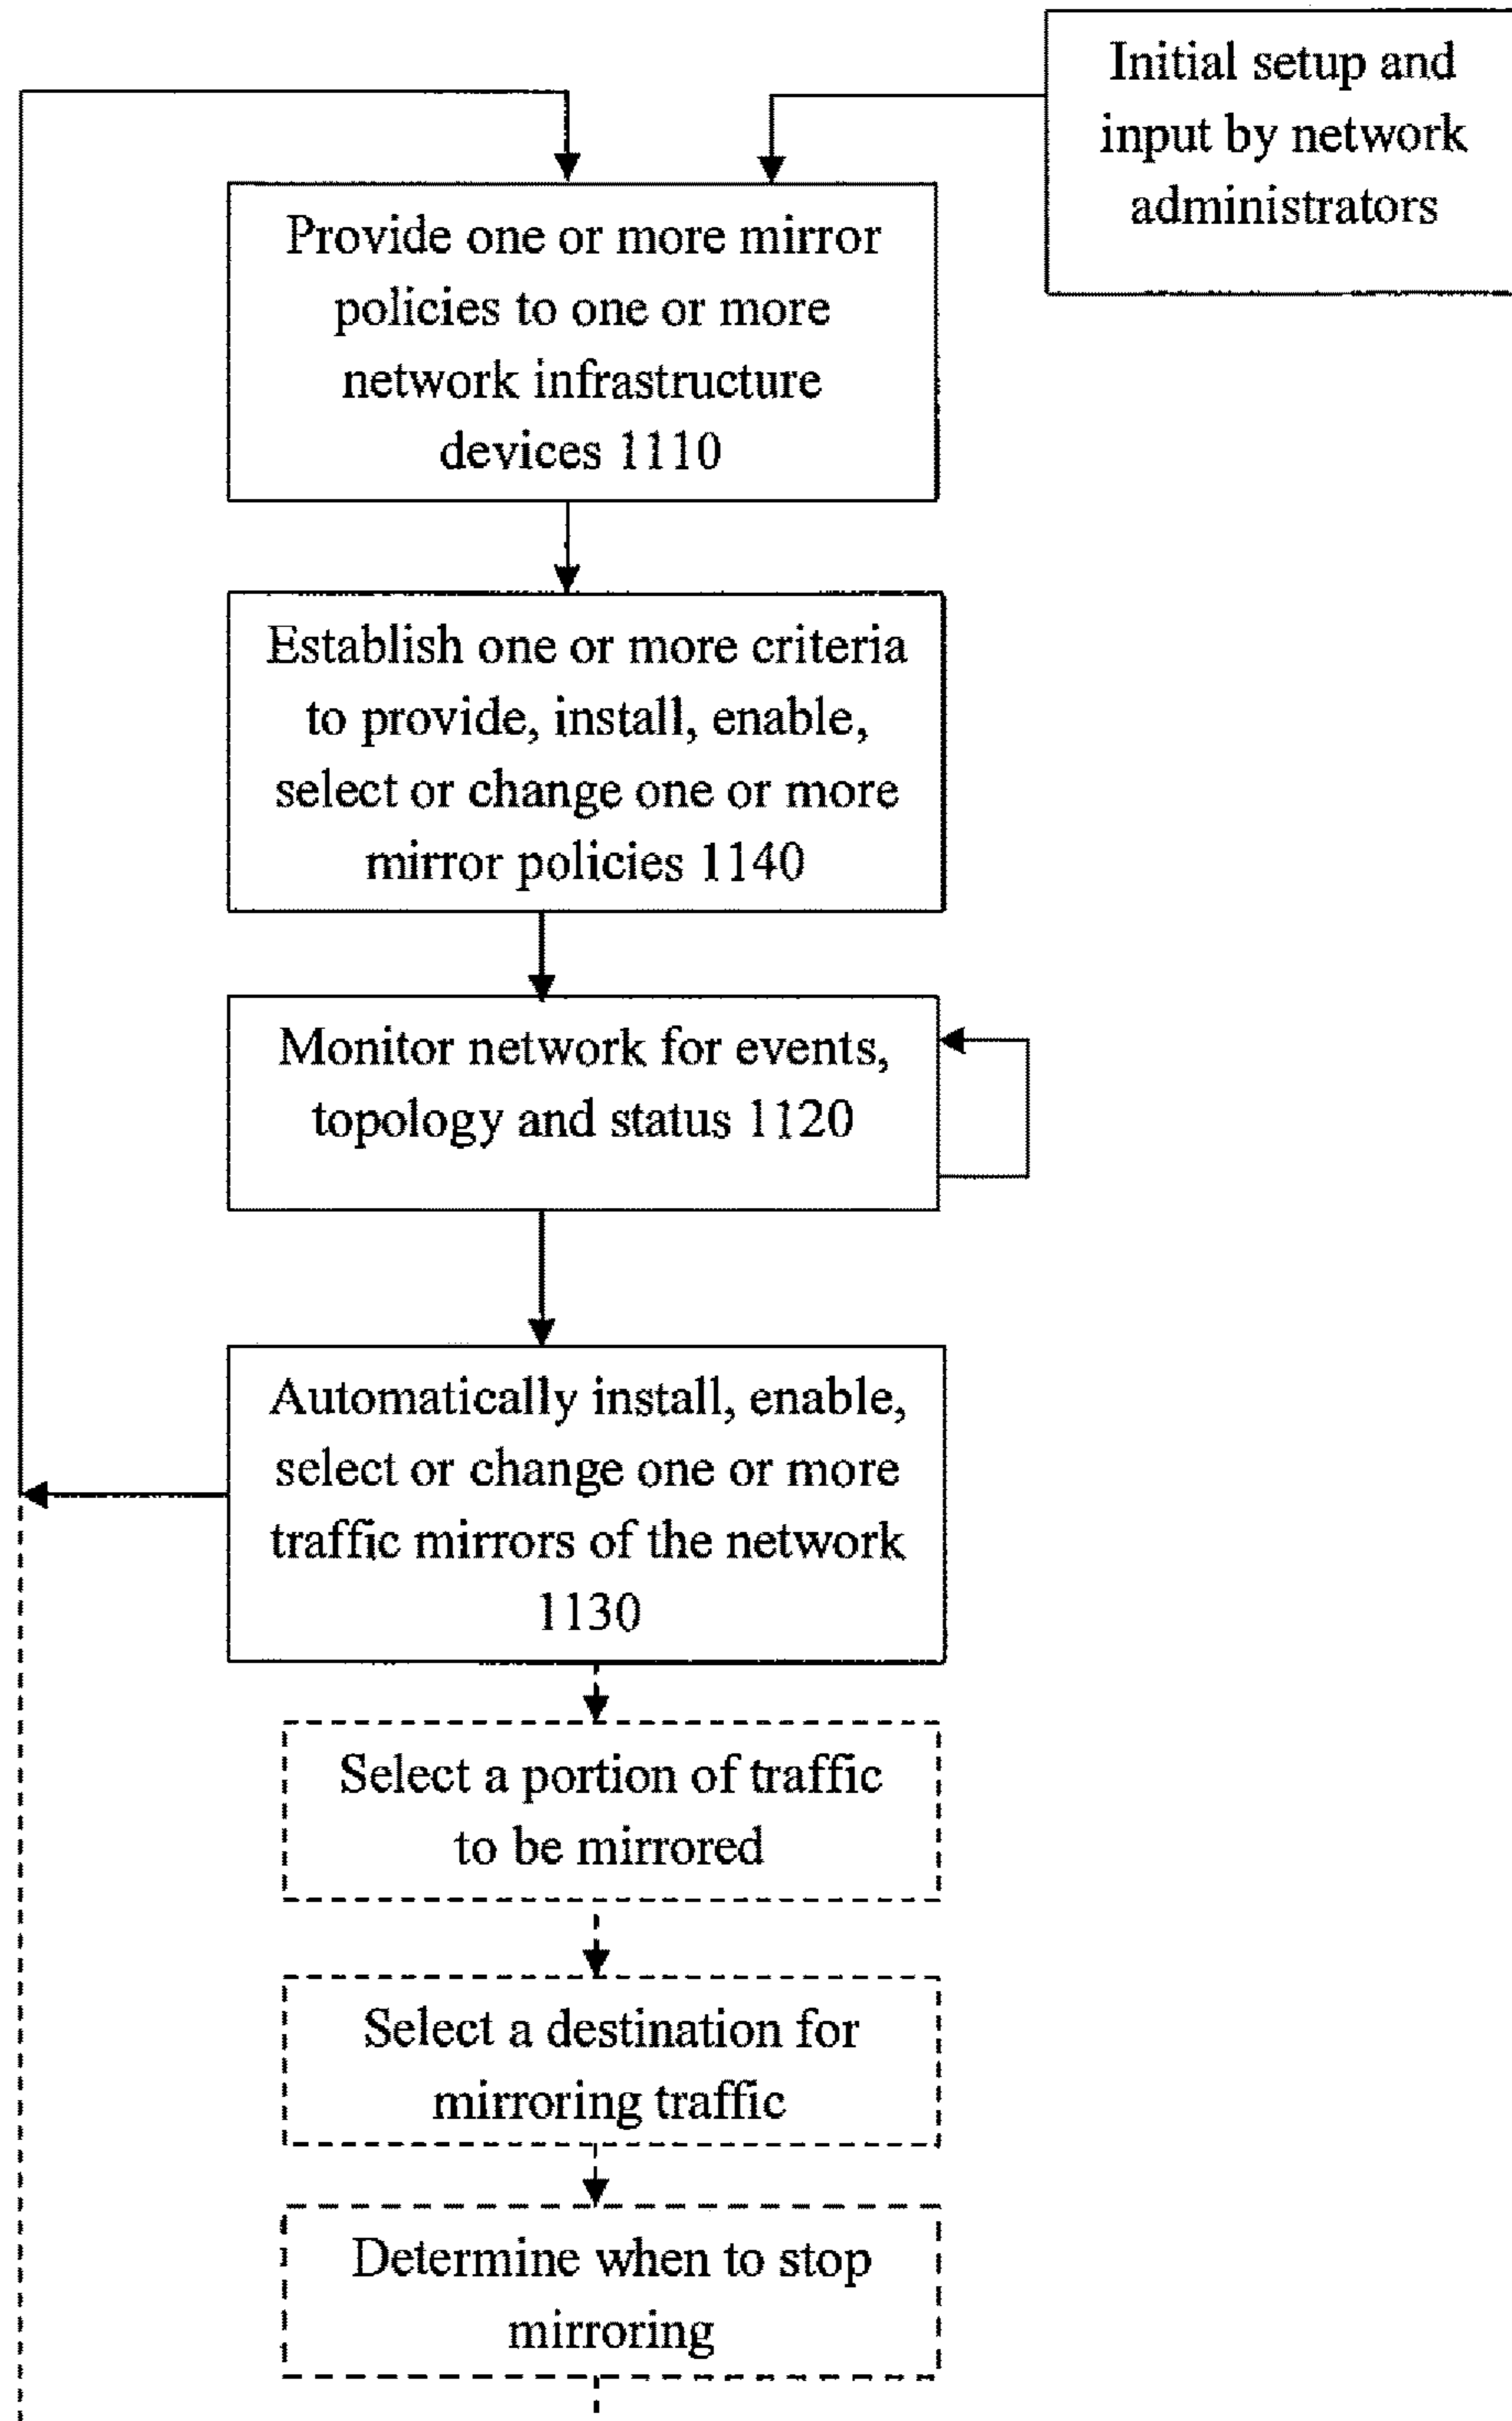 Initial setup and
input by network
administrators
Provide one or more mirror
policies to one or more
network infrastructure
devices 1110
Establish one or more criteria
to provide, install, enable,
select or change one or more
mirror policies 1140
Monitor network for events,
topology and status 1120
Automatically install, enable,
select or change one or more
traffic mirrors of the network
1130
Select a portion of traffic
to be mirrored
Select a destination for
mirroring traffic
Determine when to stop
mirroring